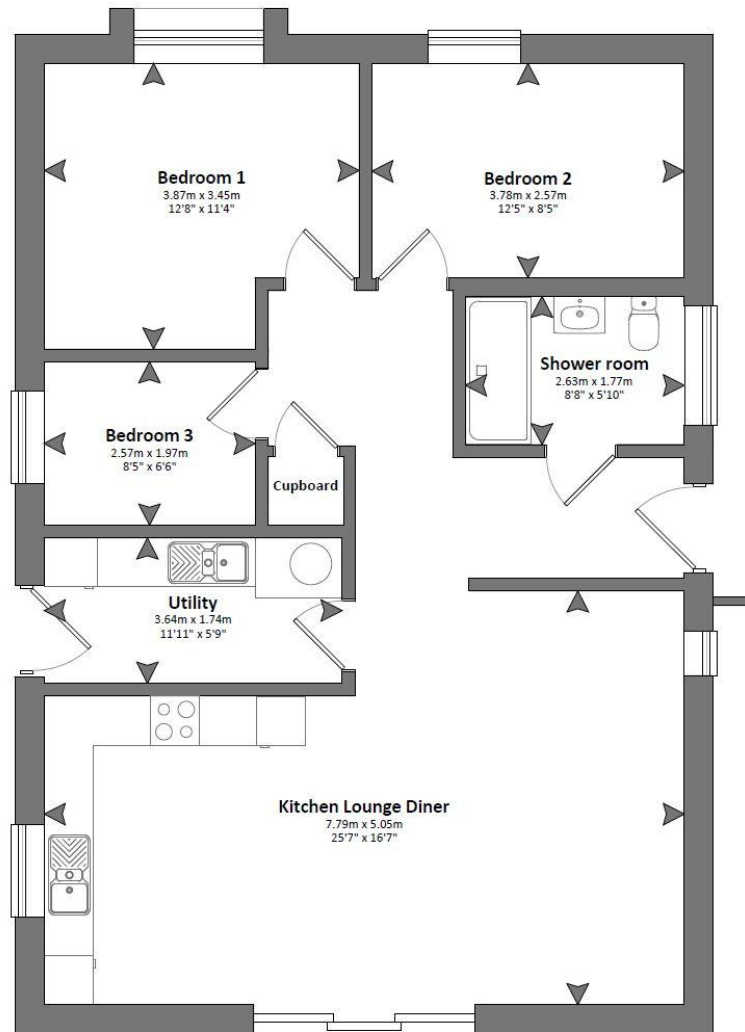 Bedroom 1
3.87m x 3.45m
12'8" x 11'4"
Bedroom 2
3.78m x 2.57m
12'5" x 8'5"
Shower room
2.63m x 1.77m
8'8" x 5'10"
Bedroom 3
2.57m x 1.97m
8'5" x 6'6"
Cupboard
Utility
3.64m x 1.74m
11'11" x 5'9"
Kitchen Lounge Diner
7.79m x 5.05m
25'7" x 16'7"